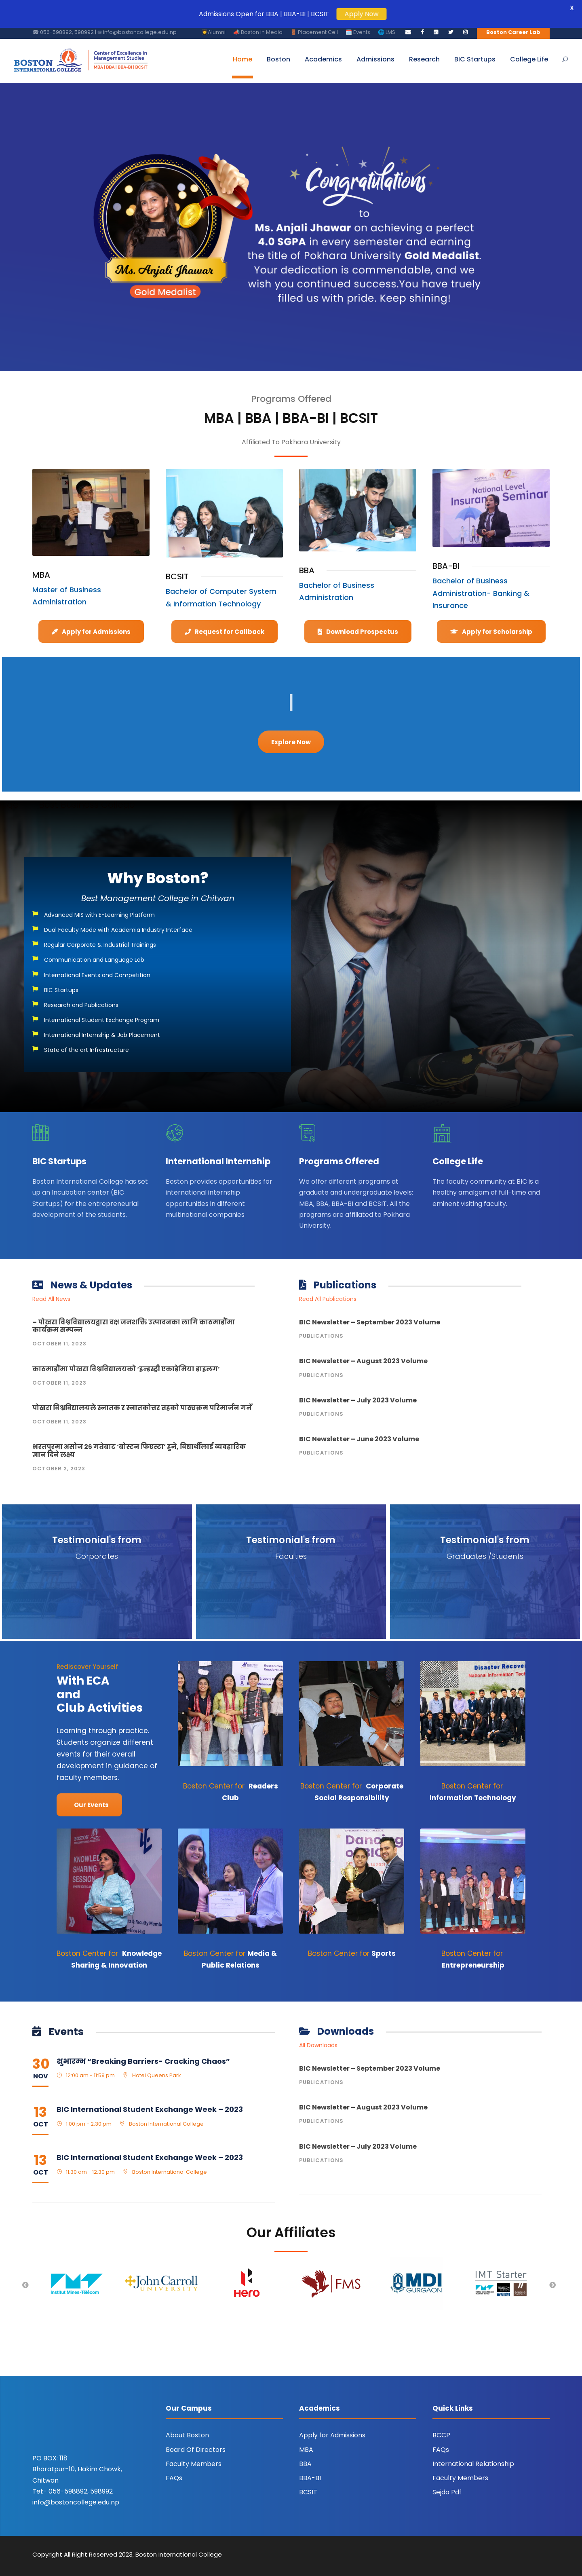 Admissions Open for BBA | BBA-BI | BCSIT Apply Now
X
056-598892, 598992 | info@bostoncollege.edu.np
Alumni Boston in Media Placement Cell Events LMS Boston Career Lab
BOSTON INTERNATIONAL COLLEGE
Center of Excellence in
Management Studies
MBA | BBA | BBA-BI | BCSIT
Home Boston Academics Admissions Research BIC Startups College Life
Congratulations
to
Ms. Anjali Jhawar on achieving a perfect
4.0 SGPA in every semester and earning
the title of Pokhara University Gold Medalist.
Your dedication is commendable, and we
wish you continued success.You have truely
filled us with pride. Keep shining!
Ms. Anjali Jhawar
Gold Medalist
Programs Offered
MBA | BBA | BBA-BI | BCSIT
Affiliated To Pokhara University
National Level
Insurance Seminar
MBA
Master of Business
Administration
BCSIT
Bachelor of Computer System
& Information Technology
BBA
Bachelor of Business
Administration
BBA-BI
Bachelor of Business
Administration- Banking &
Insurance
Apply for Admissions
Request for Callback
Download Prospectus
Apply for Scholarship
Explore Now
Why Boston?
Best Management College in Chitwan
Advanced MIS with E-Learning Platform
Dual Faculty Mode with Academia Industry Interface
Regular Corporate & Industrial Trainings
Communication and Language Lab
International Events and Competition
BIC Startups
Research and Publications
International Student Exchange Program
International Internship & Job Placement
State of the art Infrastructure
BIC Startups
Boston International College has set
up an Incubation center (BIC
Startups) for the entrepreneurial
development of the students.
International Internship
Boston provides opportunities for
international internship
opportunities in different
multinational companies
Programs Offered
We offer different programs at
graduate and undergraduate levels:
MBA, BBA, BBA-BI and BCSIT. All the
programs are affiliated to Pokhara
University.
College Life
The faculty community at BIC is a
healthy amalgam of full-time and
eminent visiting faculty.
News & Updates
Read All News
– पोखरा विश्वविद्यालयद्वारा दक्ष जनशक्ति उत्पादनका लागि काठमाडौंमा
कार्यक्रम सम्पन्न
OCTOBER 11, 2023
काठमाडौंमा पोखरा विश्वविद्यालयको ‘इन्डस्ट्री एकाडेमिया डाइलग’
OCTOBER 11, 2023
पोखरा विश्वविद्यालयले स्नातक र स्नातकोत्तर तहको पाठ्यक्रम परिमार्जन गर्ने
OCTOBER 11, 2023
भरतपुरमा असोज २६ गतेबाट ‘बोस्टन फिएस्टा’ हुने, विद्यार्थीलाई व्यवहारिक
ज्ञान दिने लक्ष्य
OCTOBER 2, 2023
Publications
Read All Publications
BIC Newsletter – September 2023 Volume
PUBLICATIONS
BIC Newsletter – August 2023 Volume
PUBLICATIONS
BIC Newsletter – July 2023 Volume
PUBLICATIONS
BIC Newsletter – June 2023 Volume
PUBLICATIONS
Testimonial's from
Corporates
Testimonial's from
Faculties
Testimonial's from
Graduates /Students
Rediscover Yourself
With ECA
and
Club Activities
Learning through practice.
Students organize different
events for their overall
development in guidance of
faculty members.
Our Events
Boston Center for Readers
Club
Boston Center for Corporate
Social Responsibility
Disaster Recovery
Boston Center for
Information Technology
KNOWLEDGE
SHARING
SESSION
Boston Center for Knowledge
Sharing & Innovation
Boston Center for Media &
Public Relations
Boston Center for Sports
Boston Center for
Entrepreneurship
Events
30
NOV
शुभारम्भ “Breaking Barriers- Cracking Chaos”
12:00 am - 11:59 pm Hotel Queens Park
13
OCT
BIC International Student Exchange Week – 2023
1:00 pm - 2:30 pm Boston International College
13
OCT
BIC International Student Exchange Week – 2023
11:30 am - 12:30 pm Boston International College
Downloads
All Downloads
BIC Newsletter – September 2023 Volume
PUBLICATIONS
BIC Newsletter – August 2023 Volume
PUBLICATIONS
BIC Newsletter – July 2023 Volume
PUBLICATIONS
Our Affiliates
Institut Mines-Télécom
John Carroll
UNIVERSITY
Hero
FMS
MDI
GURGAON
IMT Starter
PO BOX: 118
Bharatpur-10, Hakim Chowk,
Chitwan
Tel:- 056-598892, 598992
info@bostoncollege.edu.np
Our Campus
About Boston
Board Of Directors
Faculty Members
FAQs
Academics
Apply for Admissions
MBA
BBA
BBA-BI
BCSIT
Quick Links
BCCP
FAQs
International Relationship
Faculty Members
Sejda Pdf
Copyright All Right Reserved 2023, Boston International College